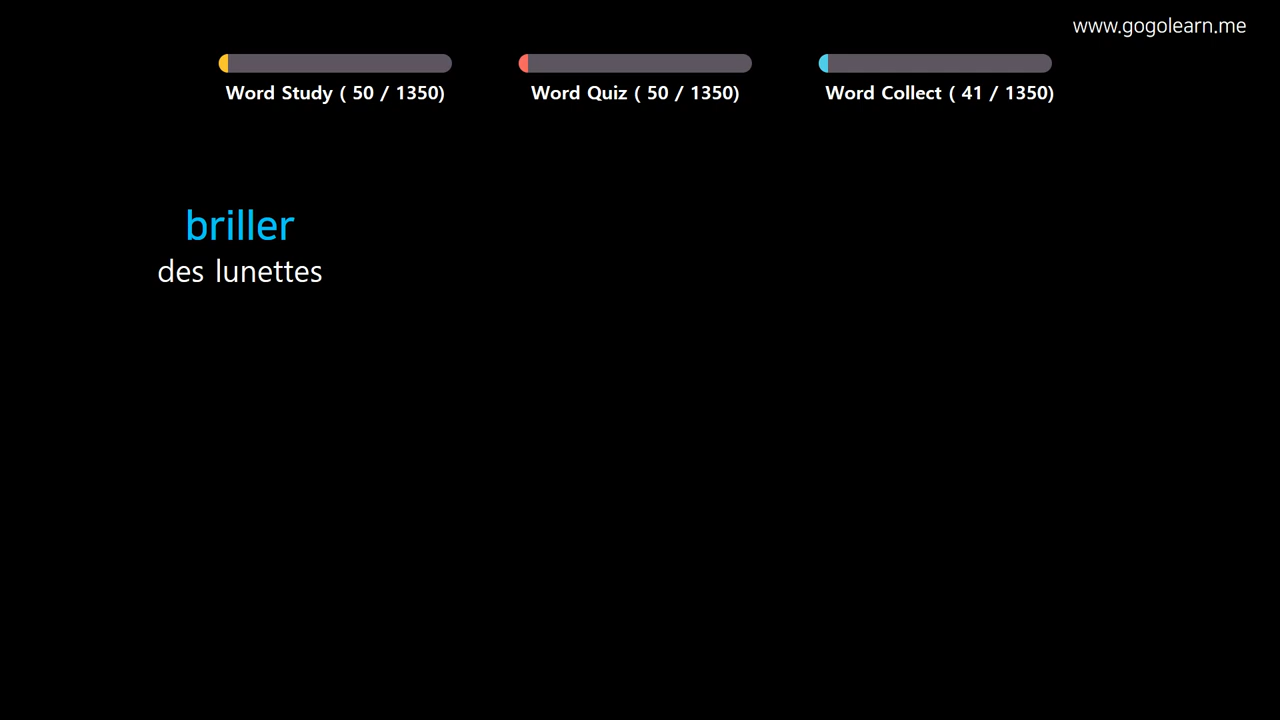 www.gogolearn.me
Word Study ( 50 / 1350)
Word Quiz ( 50 / 1350)
Word Collect ( 41 / 1350)
briller
des lunettes